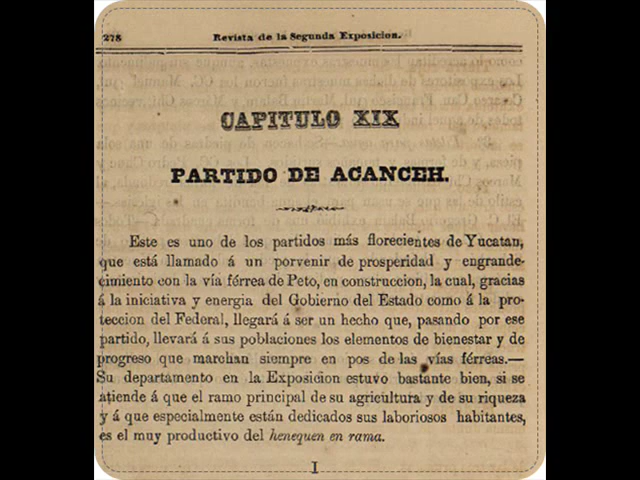 278
Revista de la Segunda Exposicion.
CAPITULO XIX
PARTIDO DE ACANCEH.
Este es uno de los partidos más florecientes de Yucatan,
que está llamado á un porvenir de prosperidad y engrande-
cimiento con la vía férrea de Peto, en construccion, la cual, gracias
á la iniciativa y energia del Gobierno del Estado como á la pro-
teccion del Federal, llegará á ser un hecho que, pasando por ese
partido, llevará á sus poblaciones los elementos de bienestar y de
progreso que marchan siempre en pos de las vías férreas.—
Su departamento en la Exposicion estuvo bastante bien, si se
atiende á que el ramo principal de su agricultura y de su riqueza
y á que especialmente están dedicados sus laboriosos habitantes,
es el muy productivo del henequen en rama.
I